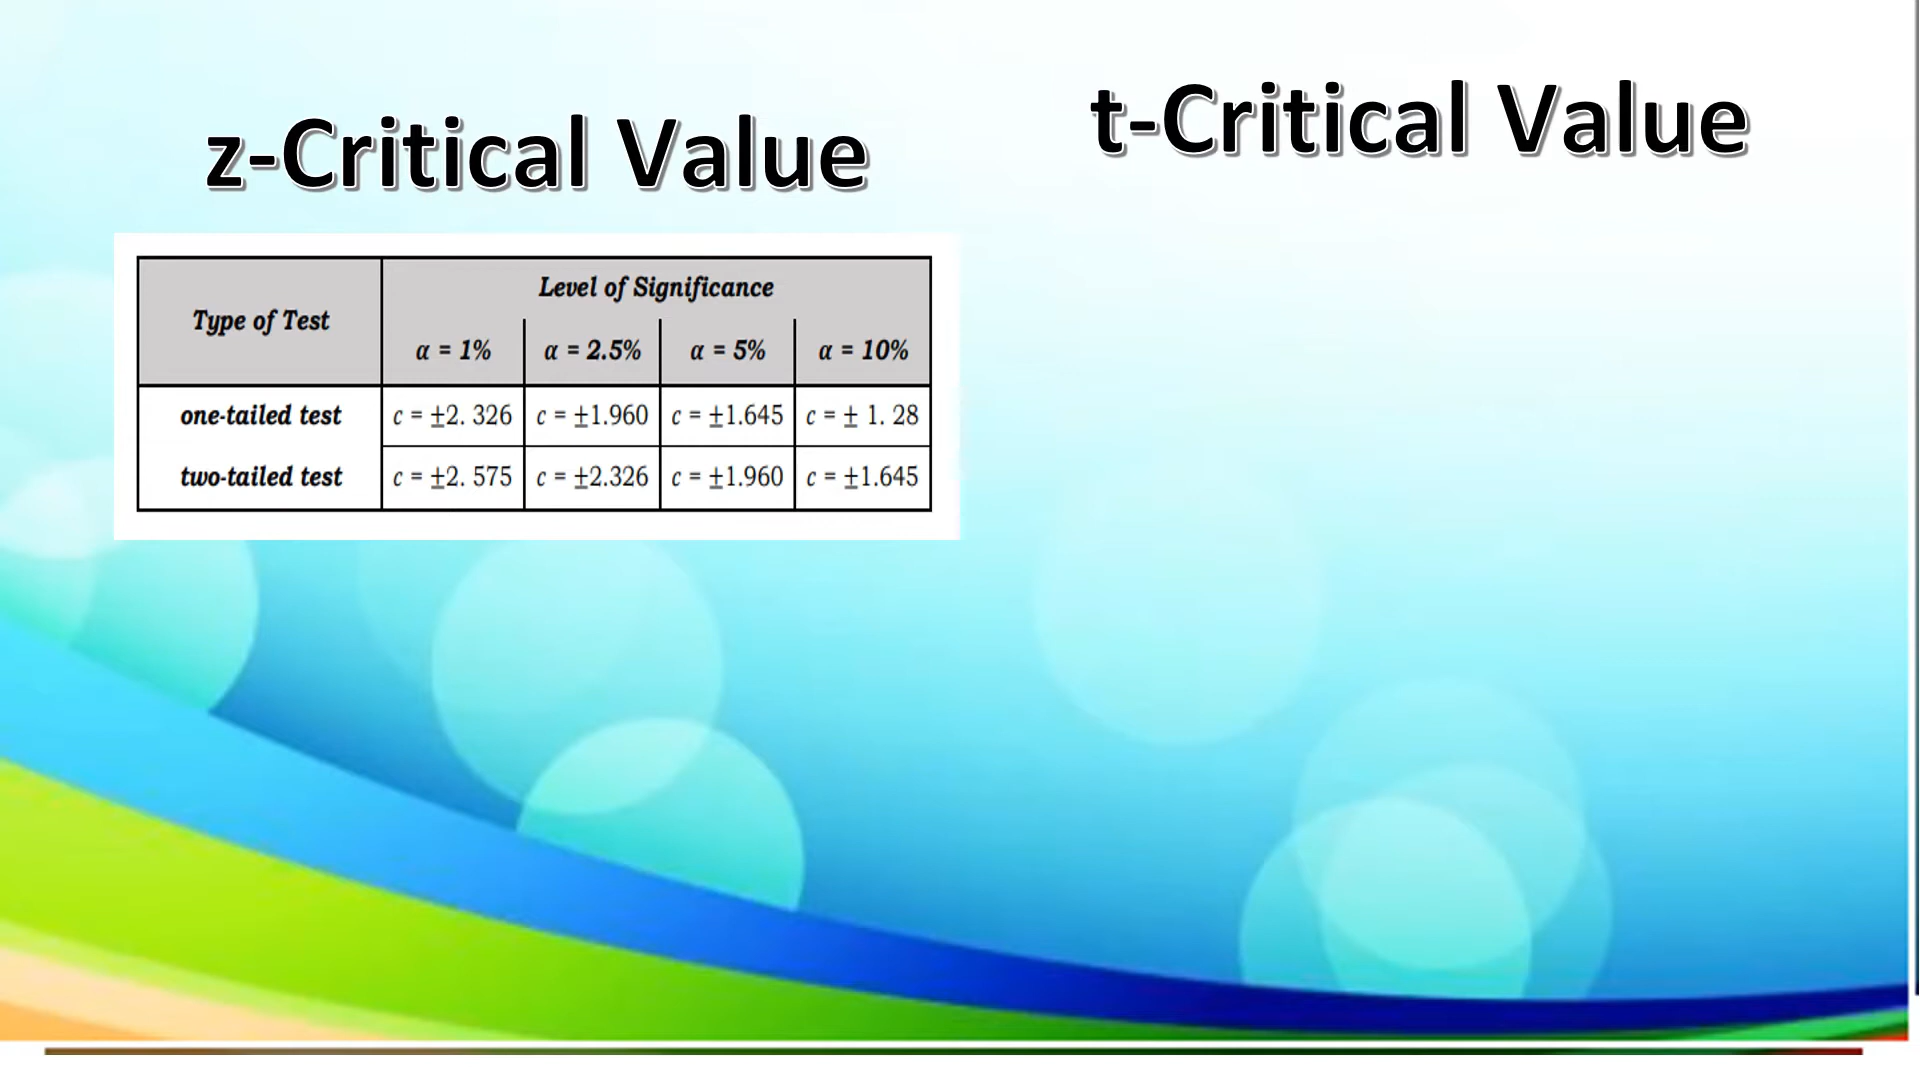 z-Critical Value
t-Critical Value
Type of Test
Level of Significance
α = 1% α = 2.5% α = 5% α = 10%
one-tailed test c = ±2. 326 c = ±1.960 c = ±1.645 c = ± 1. 28
two-tailed test c = ±2. 575 c = ±2.326 c = ±1.960 c = ±1.645